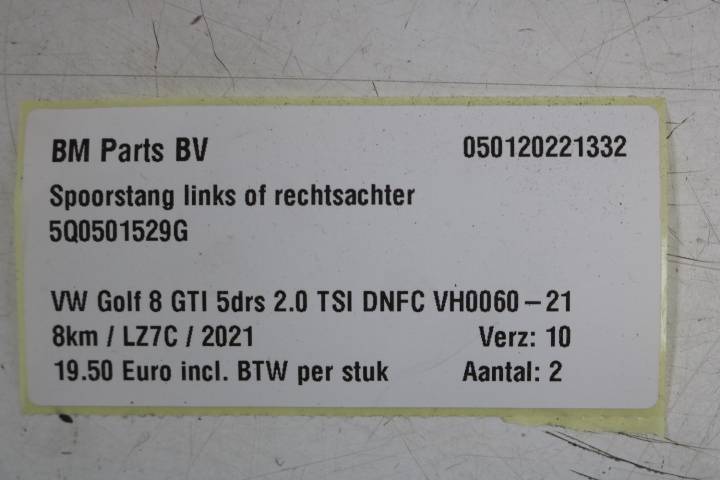 BM Parts BV 050120221332
Spoorstang links of rechtsachter
5Q0501529G
VW Golf 8 GTI 5drs 2.0 TSI DNFC VH0060-21
8km / LZ7C / 2021 Verz: 10
19.50 Euro incl. BTW per stuk Aantal: 2